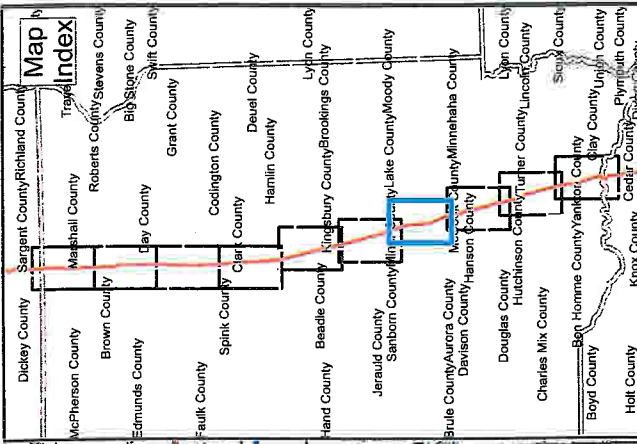 Map
Index
Dickey County
Sargent County
Richland County
McPherson County
Marshall County
Roberts County
Stevens County
Brown County
Day County
Big Stone County
Swift County
Edmunds County
Grant County
Faulk County
Spink County
Clark County
Codington County
Deuel County
Hamlin County
Hand County
Beadle County
Kingsbury County
Brookings County
Lyon County
Jerauld County
Sanborn County
Lake County
Moody County
Brule County
Aurora County
Davison County
Hanson County
Minnehaha County
Douglas County
Hutchinson County
Turner County
Lincoln County
Lyon County
Charles Mix County
Sioux County
Bon Homme County
Yankton County
Clay County
Union County
Plymouth County
Boyd County
Knox County
Cedar County
Holt County